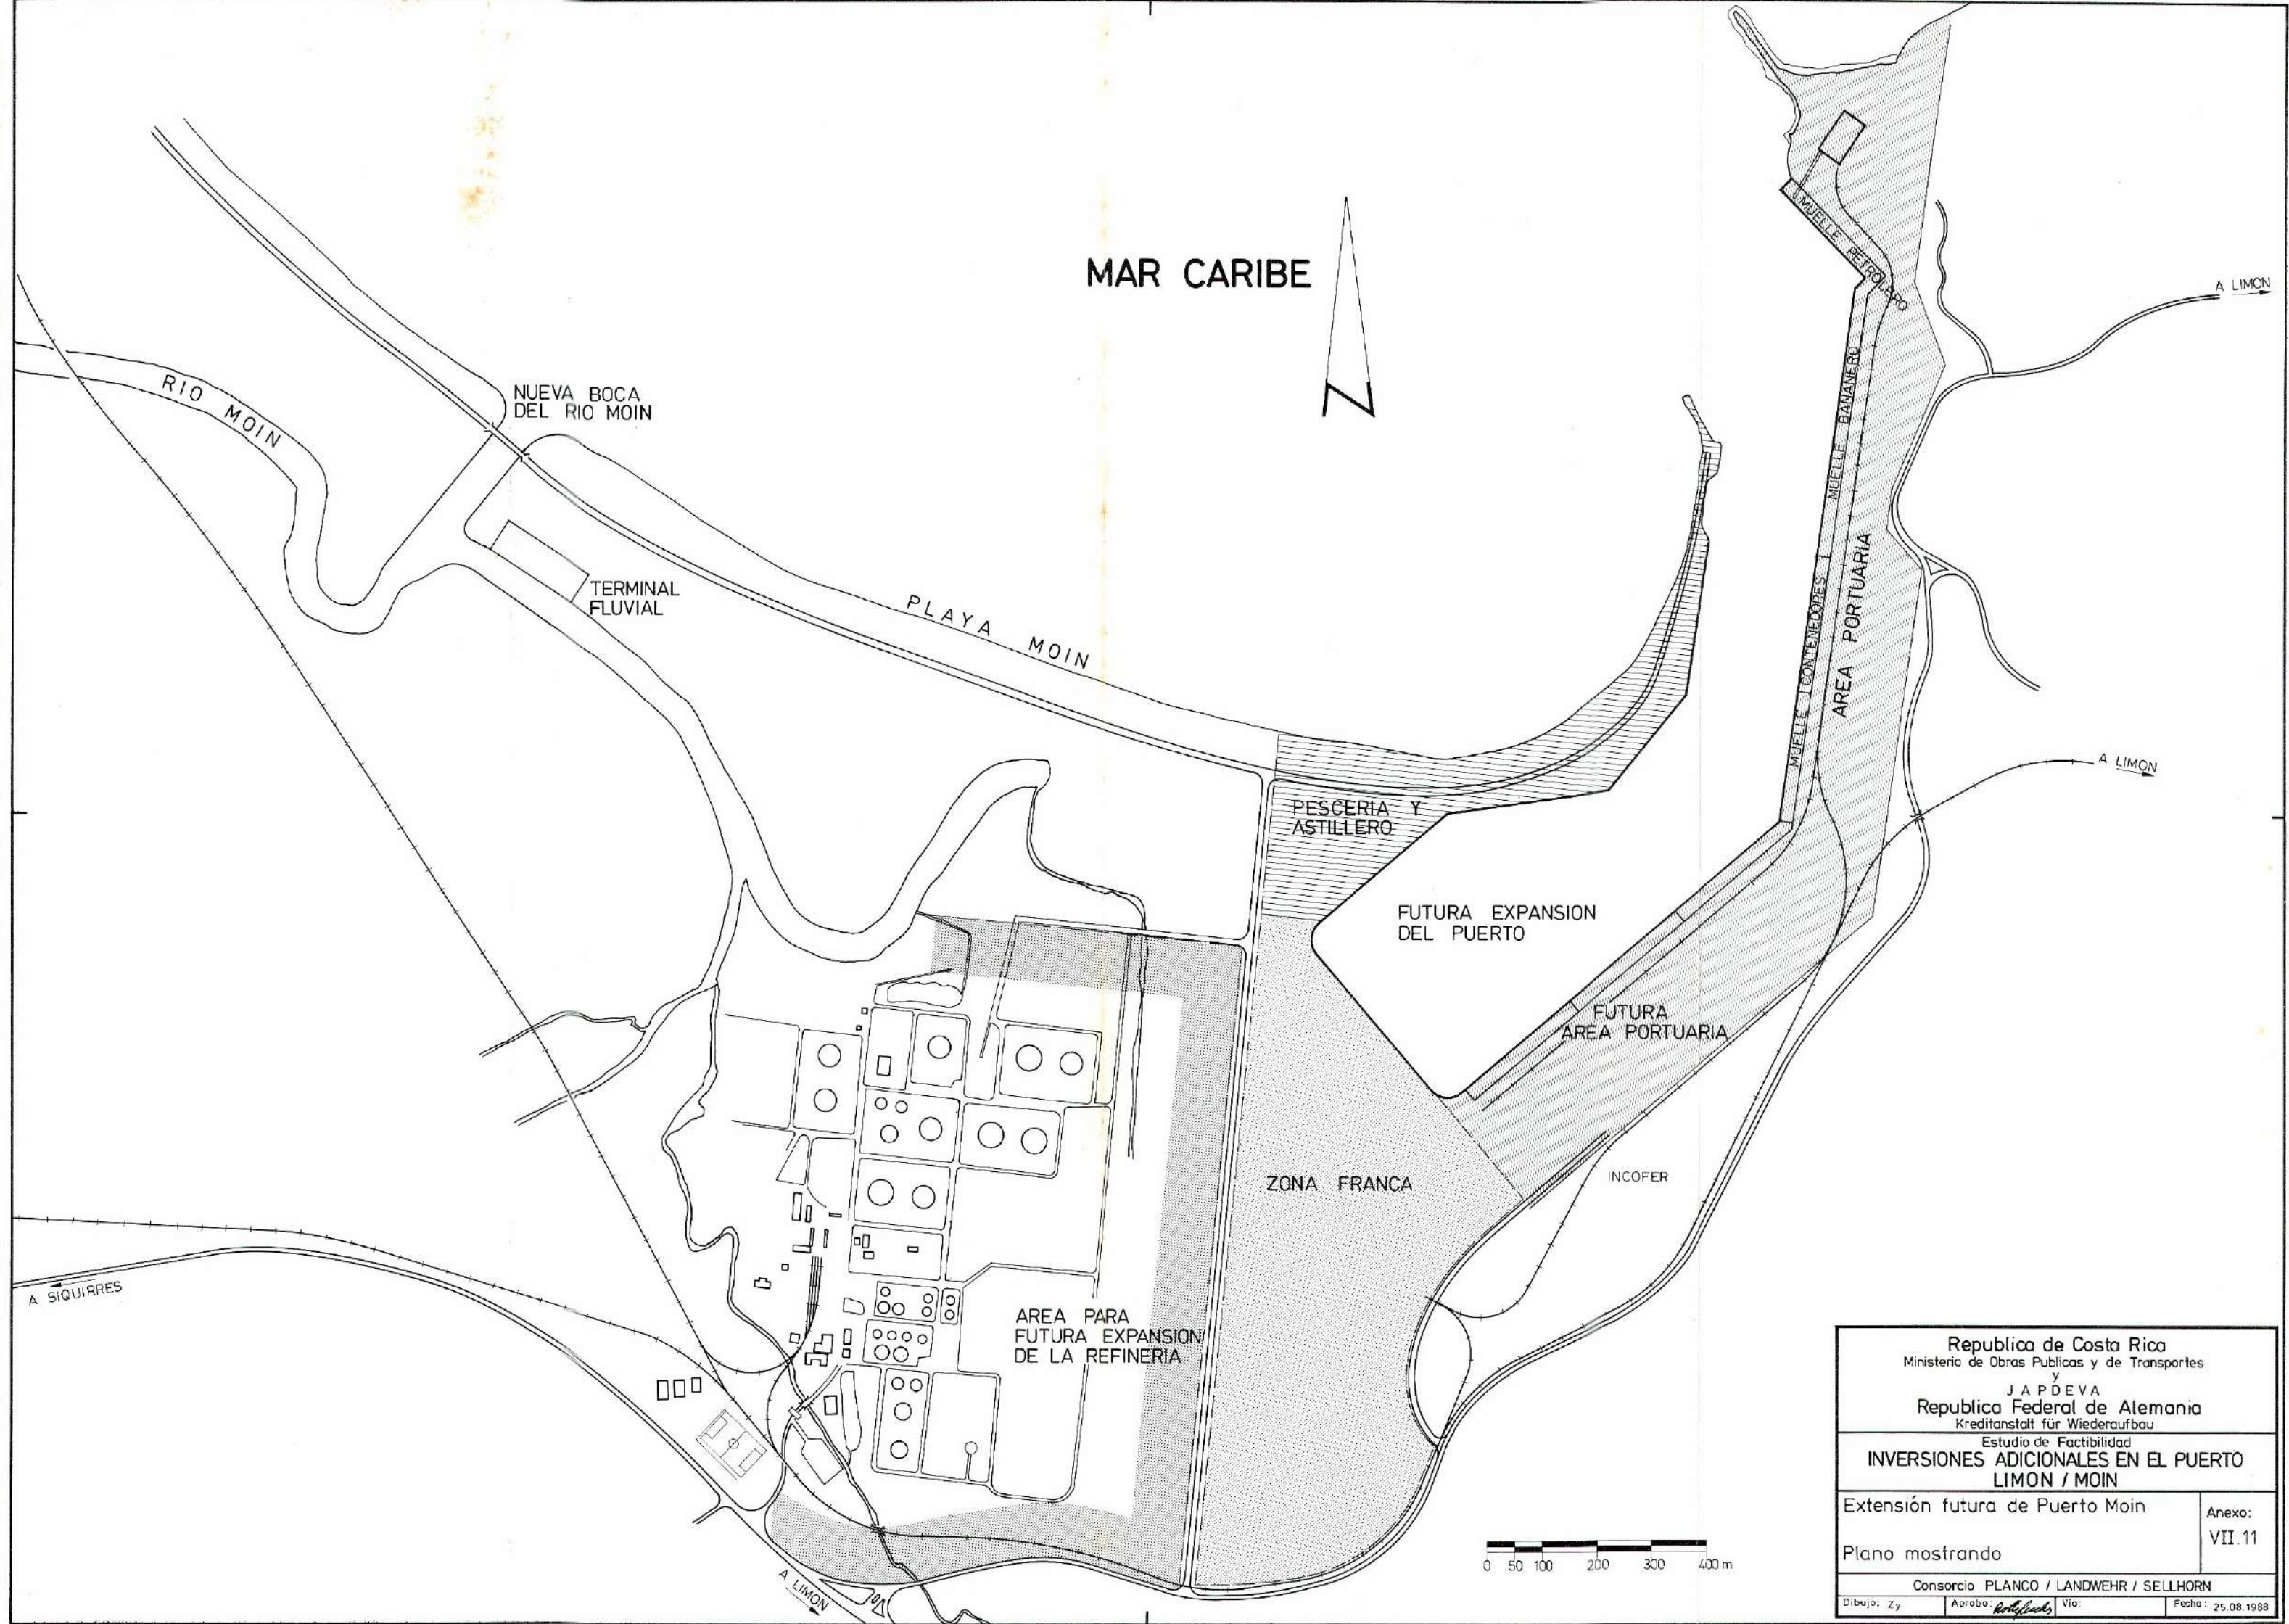 MAR CARIBE
N
A LIMON
MUELLE PETROLERO
MUELLE BANANERO
MUELLE CONTENEDORES
AREA PORTUARIA
A LIMON
RIO MOIN
NUEVA BOCA
DEL RIO MOIN
TERMINAL
FLUVIAL
PLAYA MOIN
PESCERIA Y
ASTILLERO
FUTURA EXPANSION
DEL PUERTO
FUTURA
AREA PORTUARIA
ZONA FRANCA
INCOFER
A SIQUIRRES
AREA PARA
FUTURA EXPANSION
DE LA REFINERIA
A LIMON
0 50 100 200 300 400 m
Republica de Costa Rica
Ministerio de Obras Publicas y de Transportes
y
JAPDEVA
Republica Federal de Alemania
Kreditanstalt für Wiederaufbau
Estudio de Factibilidad
INVERSIONES ADICIONALES EN EL PUERTO
LIMON / MOIN
Extensión futura de Puerto Moin
Plano mostrando
Anexo:
VII.11
Consorcio PLANCO / LANDWEHR / SELLHORN
Dibujo: Zy
Aprobo:
Vio:
Fecha: 25.08.1988